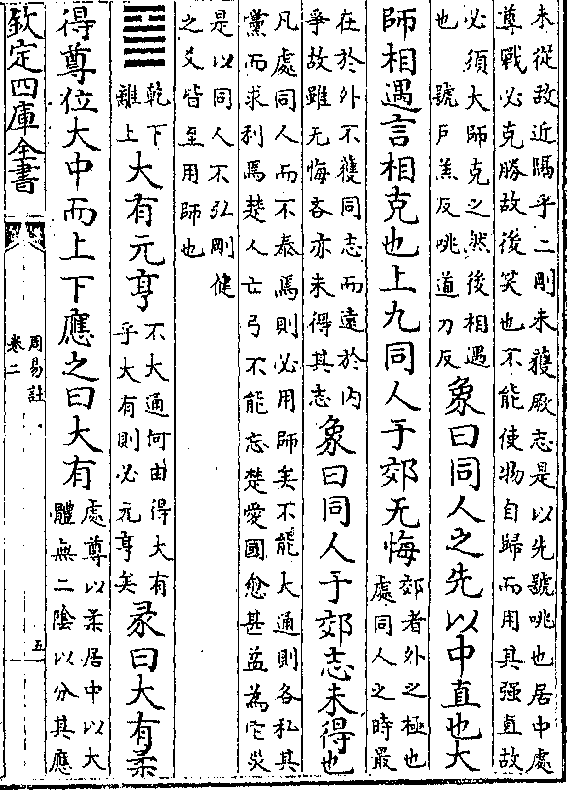 未從故近隔乎二剛未獲厥志是以先號咷也居中處
尊戰必克勝故後笑也不能使物自歸而用其强直故
必須大師克之然後相遇
也　號戶羔反咷道刀反
象曰同人之先以中直也大
師相遇言相克也上九同人于郊无悔
郊者外之極也
處同人之時最
在於外不獲同志而遠於内
爭故雖无悔吝亦未得其志
象曰同人于郊志未得也
凡處同人而不泰焉則必用師矣不能大通則各私其
黨而求利焉楚人亡弓不能忘楚愛國愈甚益為它災
是以同人不弘剛健
之爻皆至用師也
䷍
乾下
離上
大有元亨
不大通何由得大有
乎大有則必元亨矣
彖曰大有柔
得尊位大中而上下應之曰大有
處尊以柔居中以大
體無二陰以分其應
欽定四庫全書
周易註
卷二
五